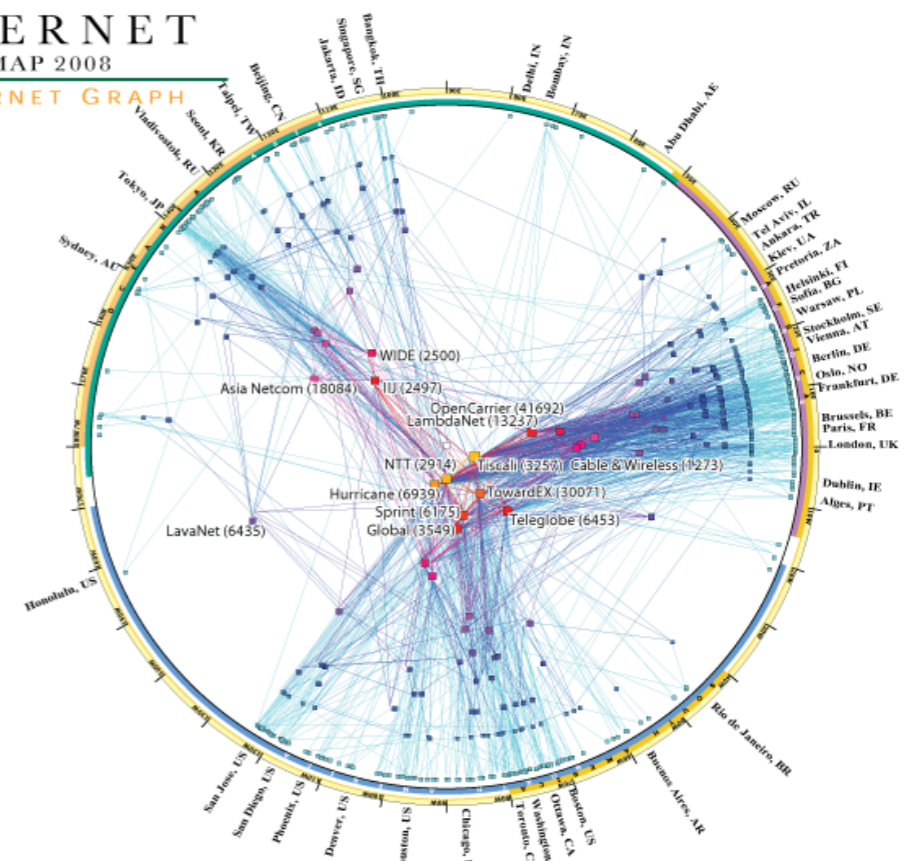 ERNET
MAP 2008
RNET GRAPH
Bangkok, TH
Singapore, SG
Jakarta, ID
Beijing, CN
Taipei, TW
Seoul, KR
Vladivostok, RU
Tokyo, JP
Sydney, AU
Honolulu, US
Delhi, IN
Bombay, IN
Abu Dhabi, AE
Moscow, RU
Tel Aviv, IL
Ankara, TR
Kiev, UA
Pretoria, ZA
Helsinki, FI
Sofia, BG
Warsaw, PL
Stockholm, SE
Vienna, AT
Berlin, DE
Oslo, NO
Frankfurt, DE
Brussels, BE
Paris, FR
London, UK
Dublin, IE
Alges, PT
WIDE (2500)
Asia Netcom (18084)
IIJ (2497)
OpenCarrier (41692)
LambdaNet (13237)
NTT (2914)
Tiscali (3257)
Cable & Wireless (1273)
Hurricane (6939)
TowardEX (30071)
Sprint (6175)
Teleglobe (6453)
Global (3549)
LavaNet (6435)
San Jose, US
San Diego, US
Phoenix, US
Denver, US
ouston, US
Chicago,
Toronto, C
Washington
Ottawa, CA
Boston, US
Buenos Aires, AR
Rio de Janeiro, BR